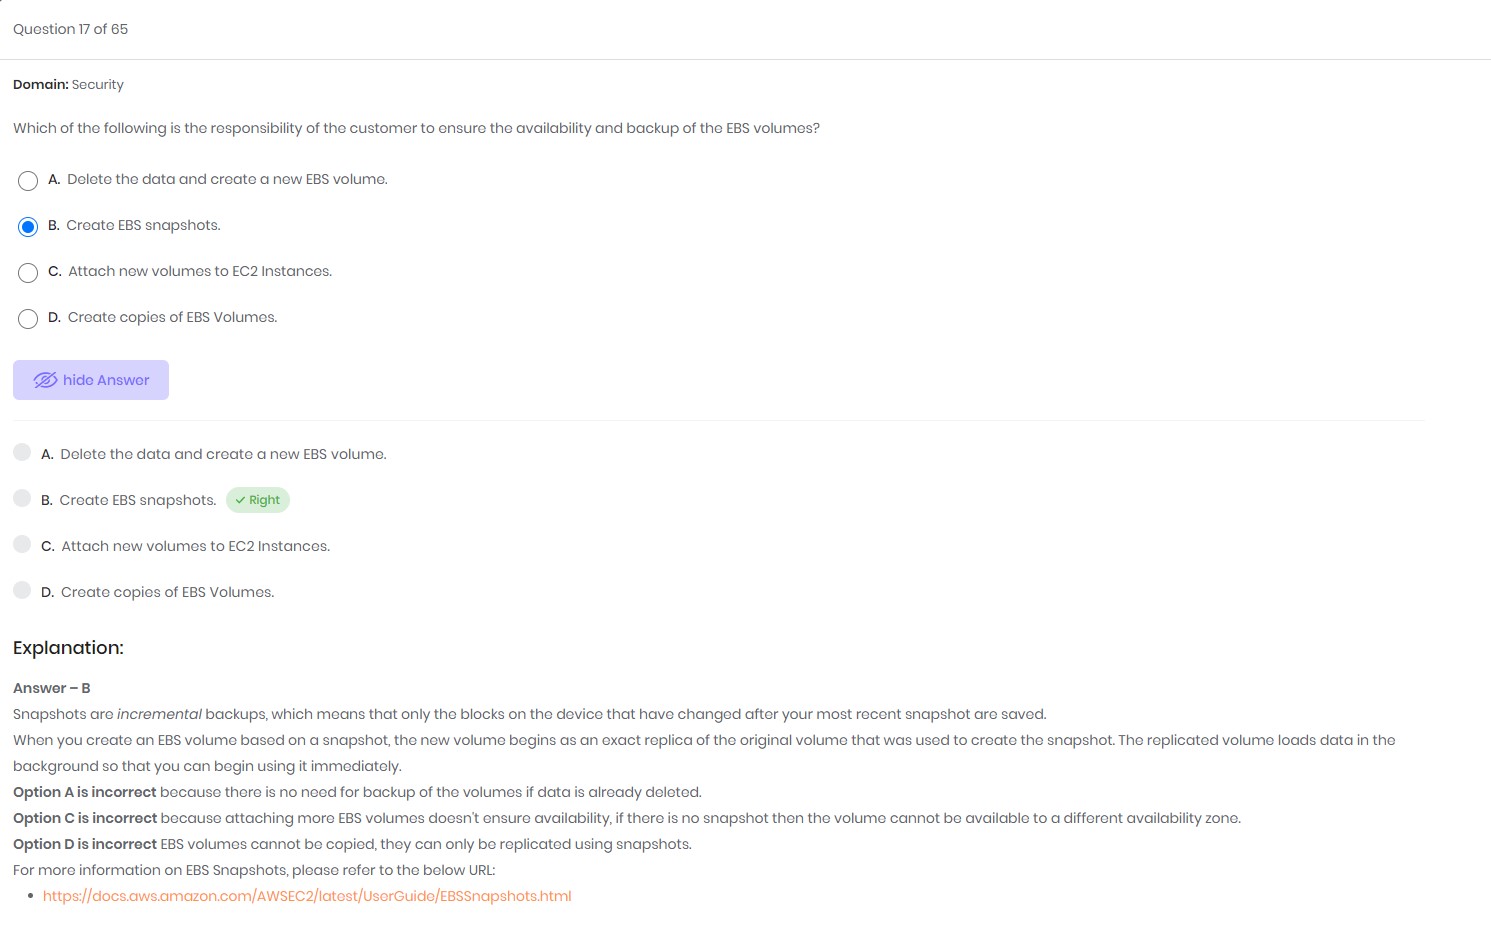 Question 17 of 65
Domain: Security
Which of the following is the responsibility of the customer to ensure the availability and backup of the EBS volumes?
A. Delete the data and create a new EBS volume.
B. Create EBS snapshots.
C. Attach new volumes to EC2 Instances.
D. Create copies of EBS Volumes.
hide Answer
A. Delete the data and create a new EBS volume.
B. Create EBS snapshots. ✓ Right
C. Attach new volumes to EC2 Instances.
D. Create copies of EBS Volumes.
Explanation:
Answer – B
Snapshots are incremental backups, which means that only the blocks on the device that have changed after your most recent snapshot are saved.
When you create an EBS volume based on a snapshot, the new volume begins as an exact replica of the original volume that was used to create the snapshot. The replicated volume loads data in the
background so that you can begin using it immediately.
Option A is incorrect because there is no need for backup of the volumes if data is already deleted.
Option C is incorrect because attaching more EBS volumes doesn't ensure availability, if there is no snapshot then the volume cannot be available to a different availability zone.
Option D is incorrect EBS volumes cannot be copied, they can only be replicated using snapshots.
For more information on EBS Snapshots, please refer to the below URL:
• https://docs.aws.amazon.com/AWSEC2/latest/UserGuide/EBSSnapshots.html